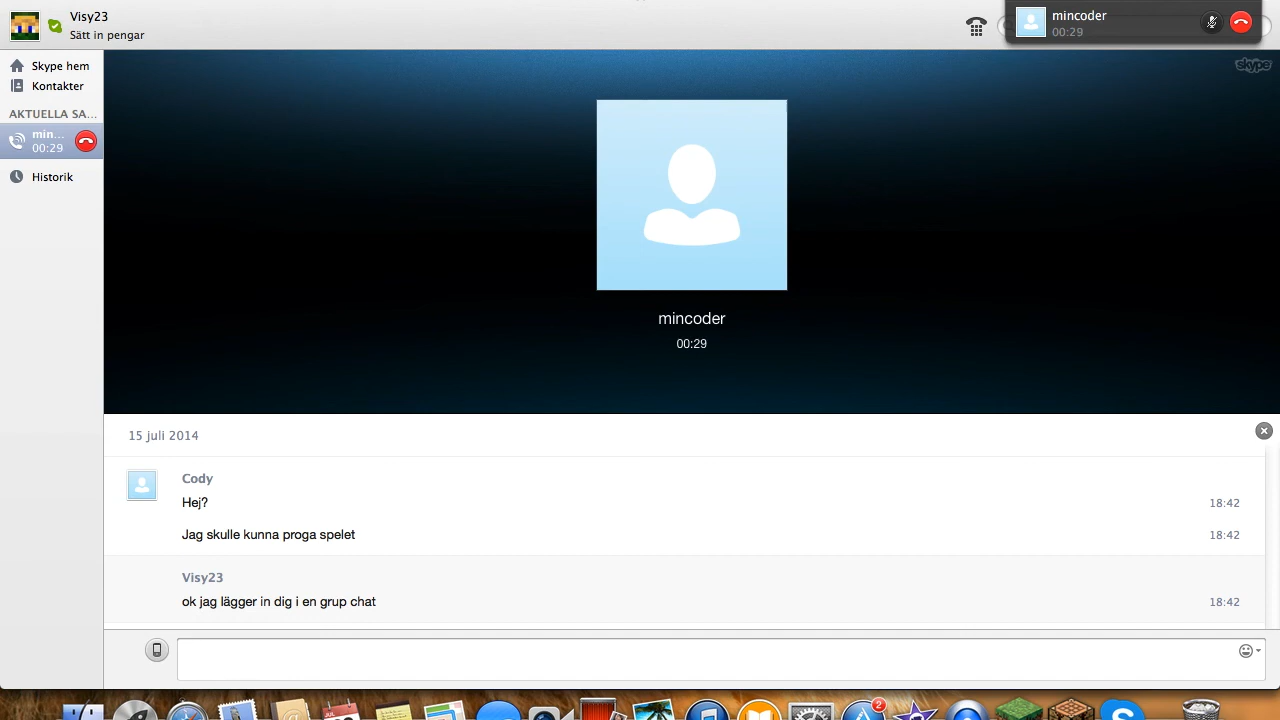 Visy23
Sätt in pengar
mincoder
00:29
skype
Skype hem
Kontakter
AKTUELLA SA...
min...
00:29
Historik
mincoder
00:29
15 juli 2014
Cody
Hej?
18:42
Jag skulle kunna proga spelet
18:42
Visy23
ok jag lägger in dig i en grup chat
18:42
JUL
2